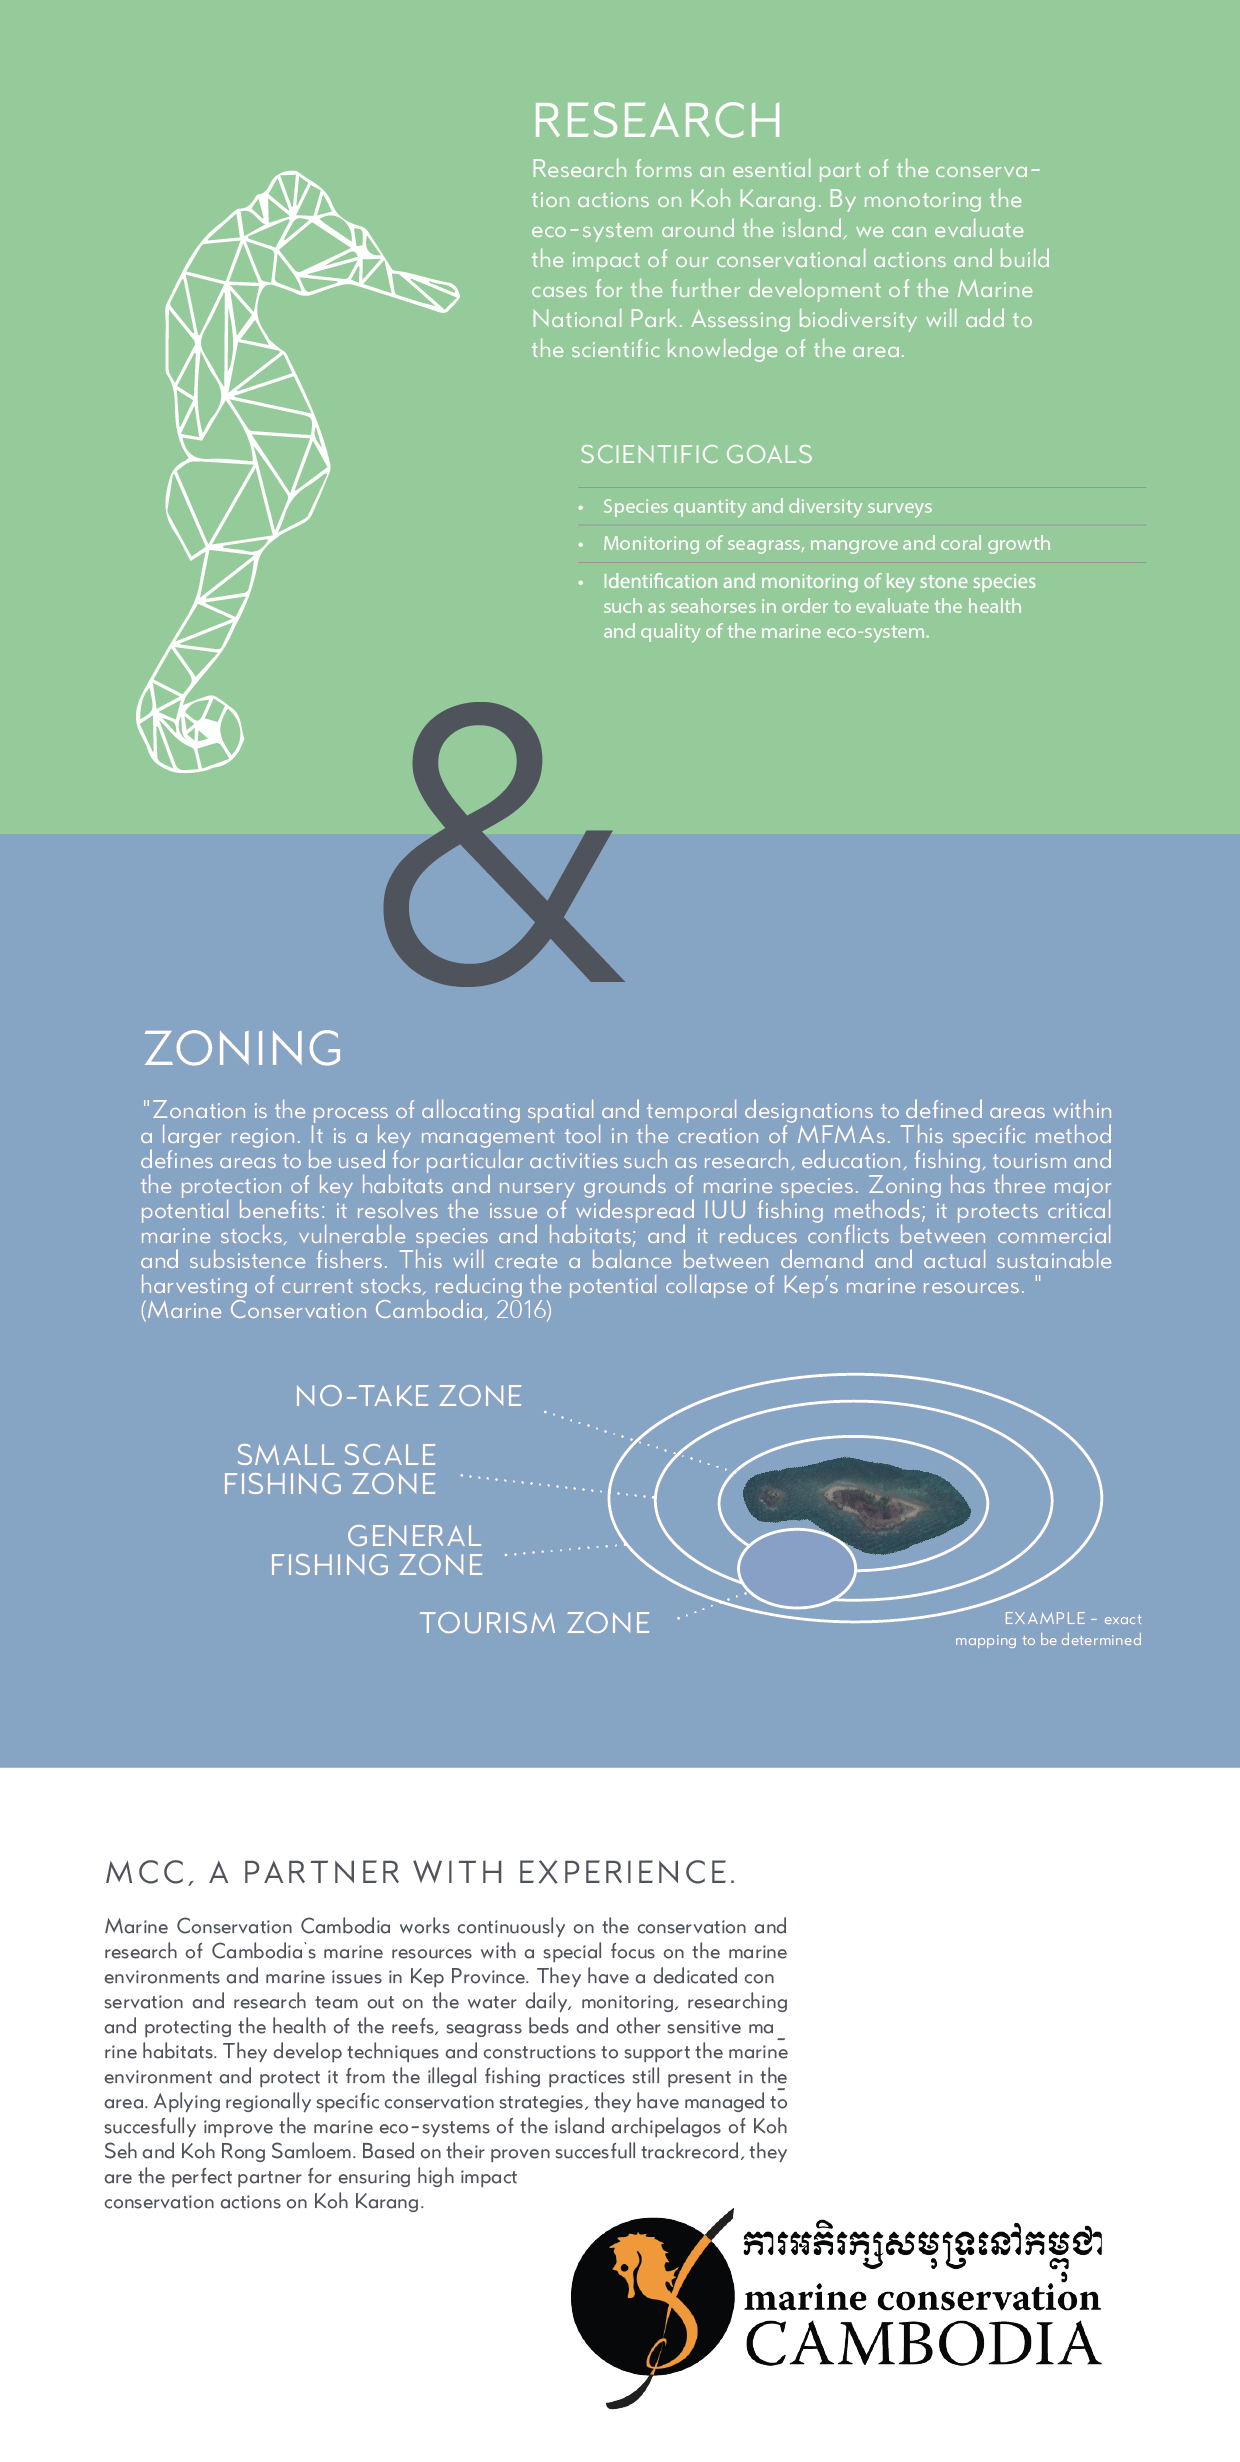 RESEARCH
Research forms an esential part of the conserva-
tion actions on Koh Karang. By monotoring the
eco-system around the island, we can evaluate
the impact of our conservational actions and build
cases for the further development of the Marine
National Park. Assessing biodiversity will add to
the scientific knowledge of the area.
SCIENTIFIC GOALS
• Species quantity and diversity surveys
• Monitoring of seagrass, mangrove and coral growth
• Identification and monitoring of key stone species
such as seahorses in order to evaluate the health
and quality of the marine eco-system.
&
ZONING
"Zonation is the process of allocating spatial and temporal designations to defined areas within
a larger region. It is a key management tool in the creation of MFMAs. This specific method
defines areas to be used for particular activities such as research, education, fishing, tourism and
the protection of key habitats and nursery grounds of marine species. Zoning has three major
potential benefits: it resolves the issue of widespread IUU fishing methods; it protects critical
marine stocks, vulnerable species and habitats; and it reduces conflicts between commercial
and subsistence fishers. This will create a balance between demand and actual sustainable
harvesting of current stocks, reducing the potential collapse of Kep's marine resources. "
(Marine Conservation Cambodia, 2016)
NO-TAKE ZONE
SMALL SCALE
FISHING ZONE
GENERAL
FISHING ZONE
TOURISM ZONE
EXAMPLE - exact
mapping to be determined
MCC, A PARTNER WITH EXPERIENCE.
Marine Conservation Cambodia works continuously on the conservation and
research of Cambodia`s marine resources with a special focus on the marine
environments and marine issues in Kep Province. They have a dedicated con
servation and research team out on the water daily, monitoring, researching
and protecting the health of the reefs, seagrass beds and other sensitive ma-
rine habitats. They develop techniques and constructions to support the marine
environment and protect it from the illegal fishing practices still present in the
area. Aplying regionally specific conservation strategies, they have managed to
succesfully improve the marine eco-systems of the island archipelagos of Koh
Seh and Koh Rong Samloem. Based on their proven succesfull trackrecord, they
are the perfect partner for ensuring high impact
conservation actions on Koh Karang.
ការអភិរក្សសមុទ្រនៅកម្ពុជា
marine conservation
CAMBODIA